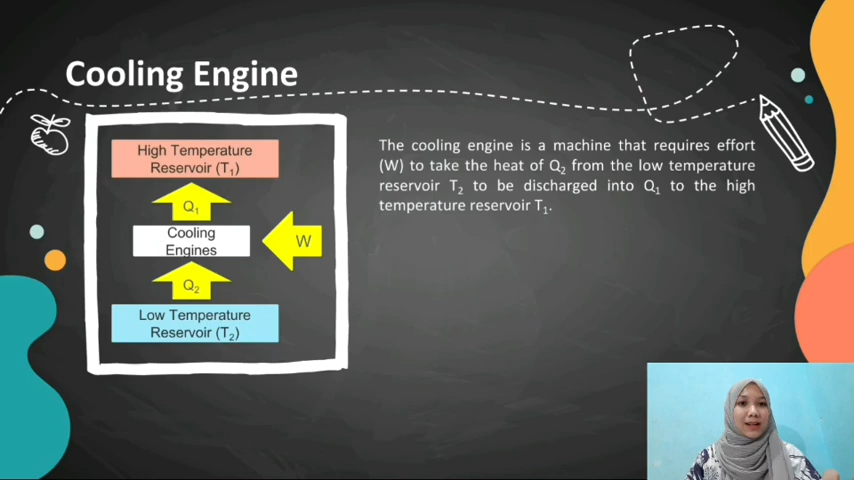 Cooling Engine
High Temperature
Reservoir (T₁)
Q₁
Cooling
Engines
W
Q₂
Low Temperature
Reservoir (T₂)
The cooling engine is a machine that requires effort
(W) to take the heat of Q₂ from the low temperature
reservoir T₂ to be discharged into Q₁ to the high
temperature reservoir T₁.